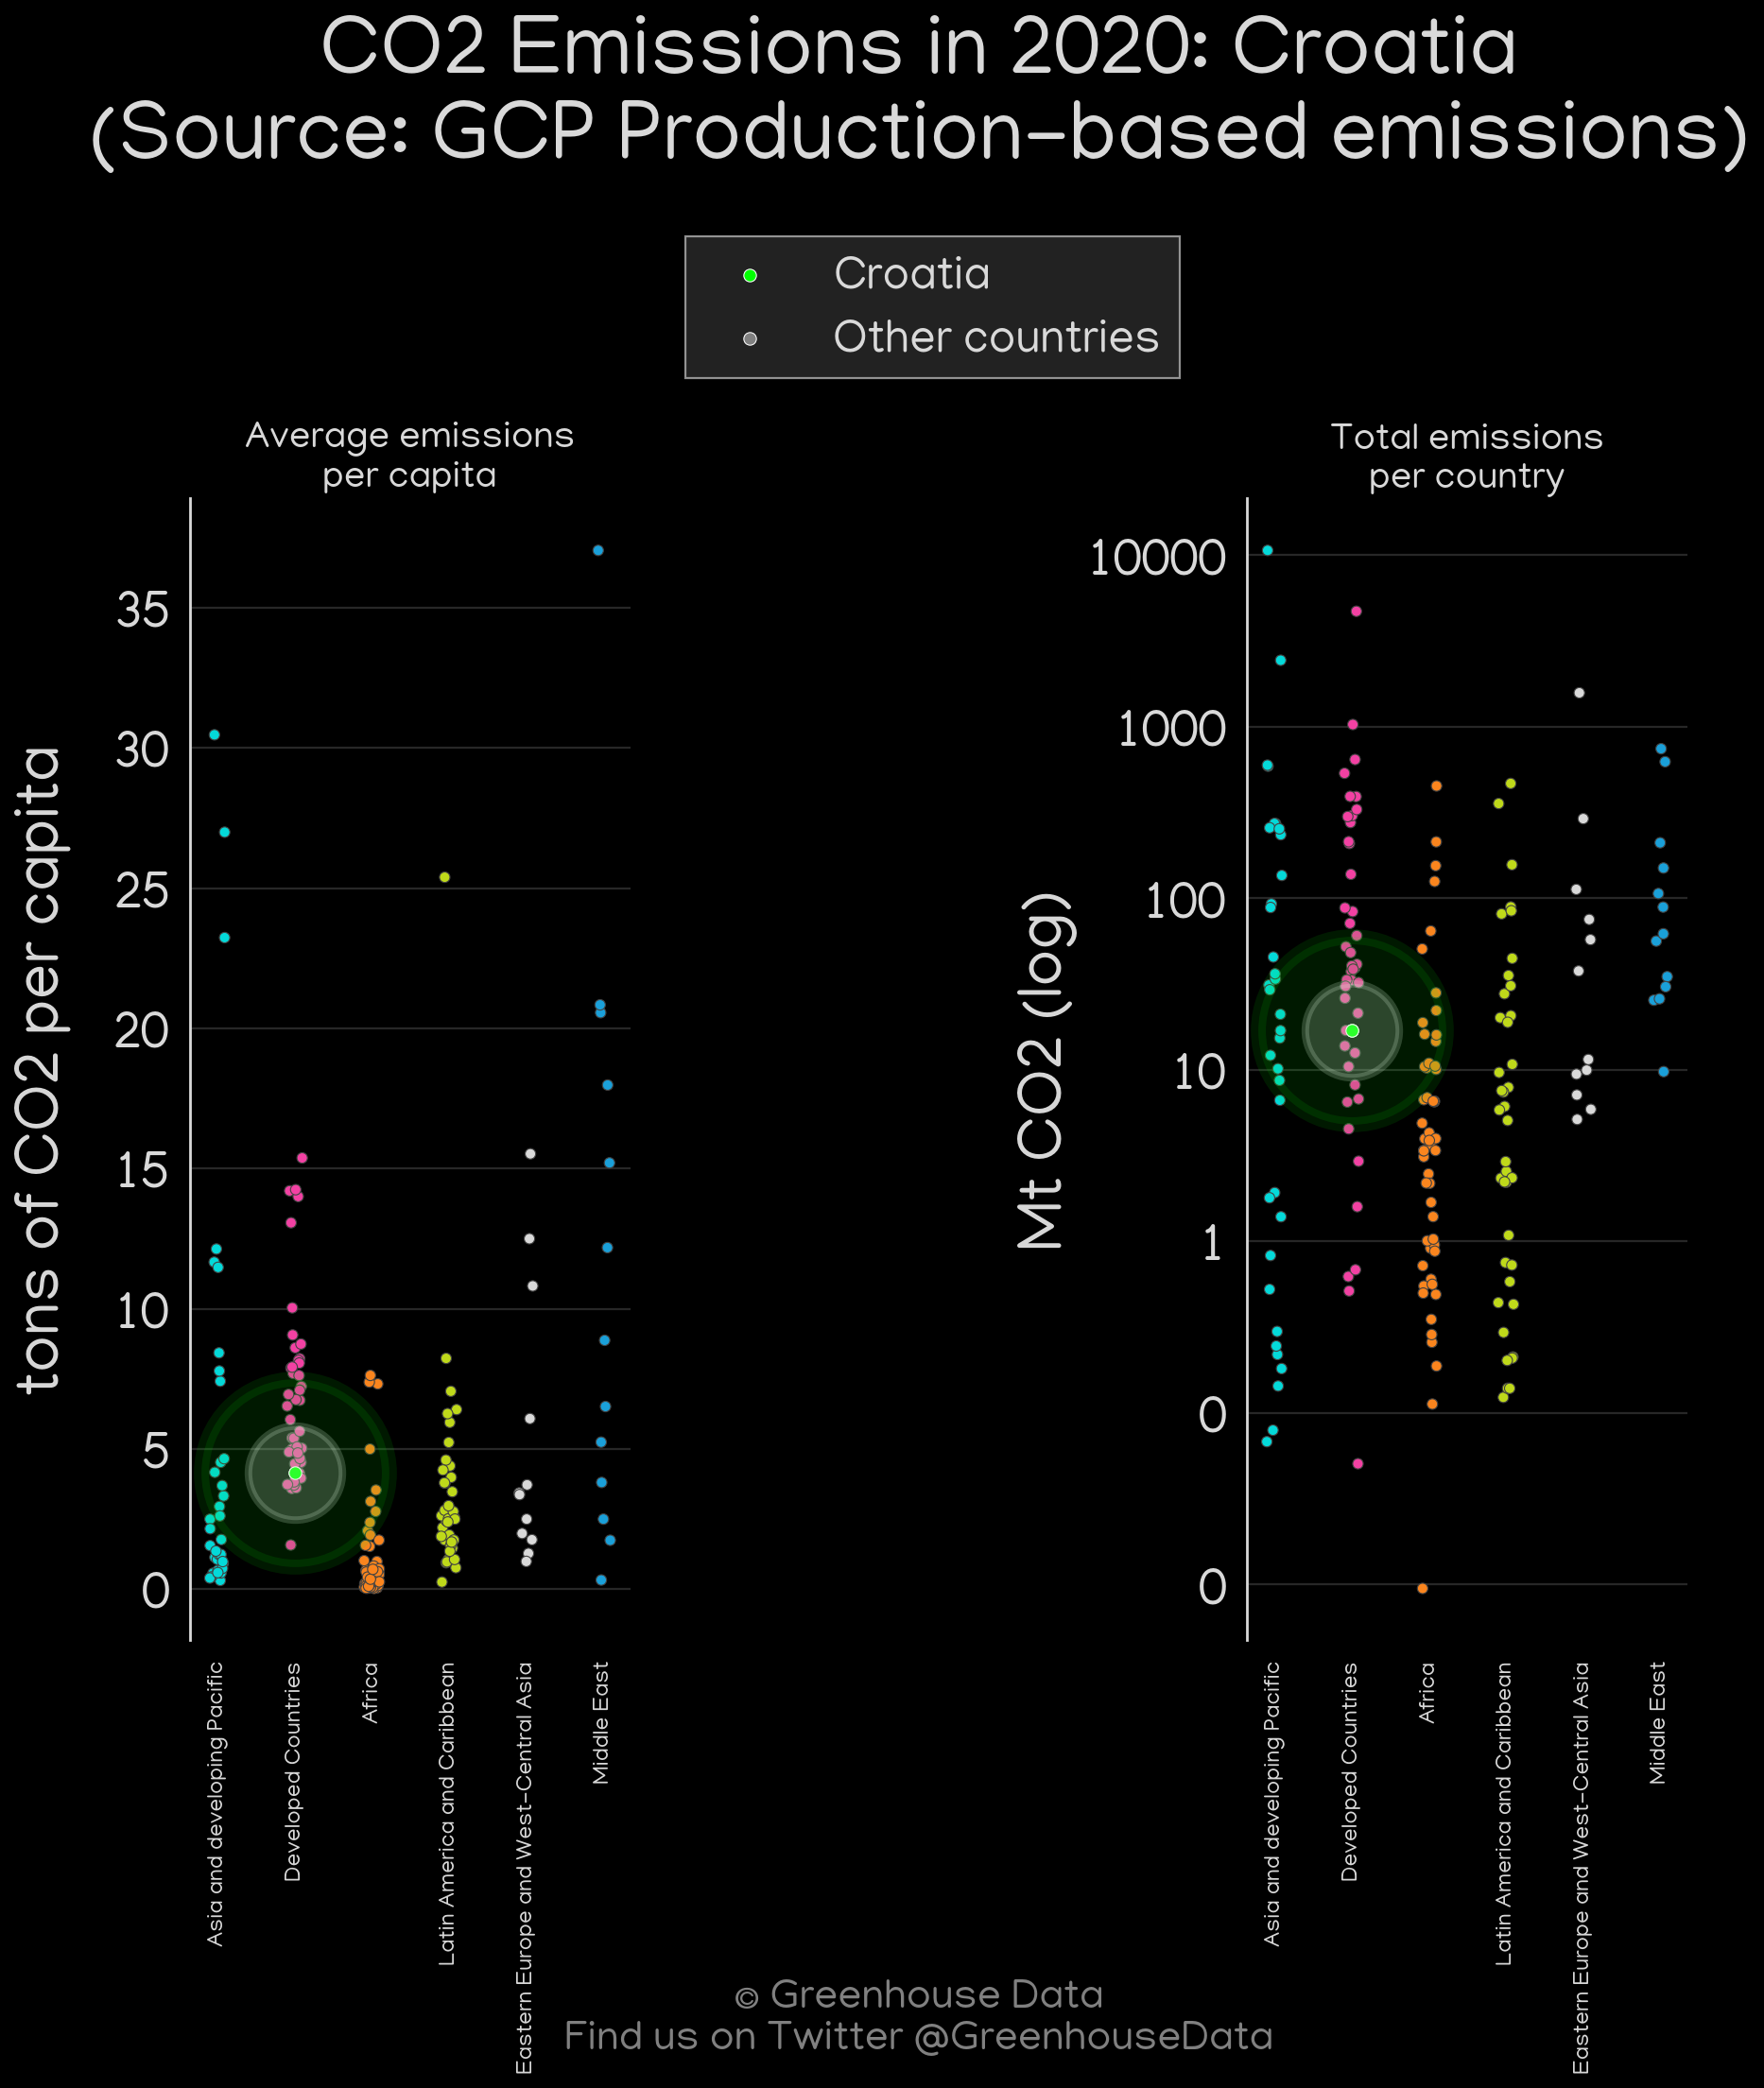 CO2 Emissions in 2020: Croatia
(Source: GCP Production-based emissions)
Croatia
Other countries
Average emissions
per capita
tons of CO2 per capita
35
30
25
20
15
10
5
0
Asia and developing Pacific
Developed Countries
Africa
Latin America and Caribbean
Eastern Europe and West-Central Asia
Middle East
Total emissions
per country
Mt CO2 (log)
10000
1000
100
10
1
0
0
Asia and developing Pacific
Developed Countries
Africa
Latin America and Caribbean
Eastern Europe and West-Central Asia
Middle East
© Greenhouse Data
Find us on Twitter @GreenhouseData